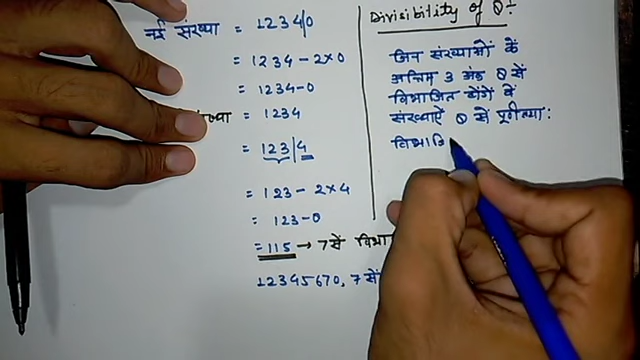 नई संख्या = 1234|0
= 1234 - 2×0
= 1234 - 0
संख्या = 1234
= 123|4
= 123 - 2×4
= 123 - 0
= 115 → 7 सें विभा
12345670, 7 सें
Divisibility of 8:-
जिन संख्याओं कें
अन्तिम 3 अंक 8 सें
विभाजित होंगें वें
संख्याऐं 8 सें पूर्णतया:
विभाजि